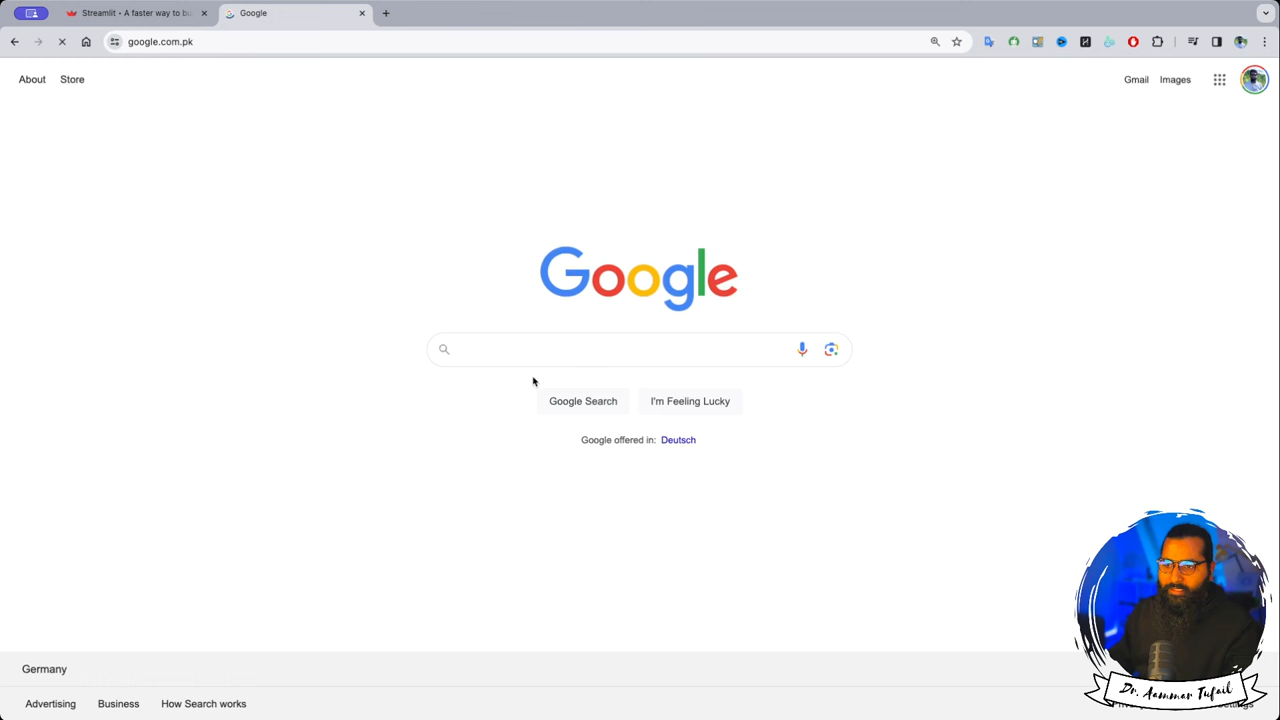 Streamlit • A faster way to bu
Google
google.com.pk
About Store
Gmail Images
Google
Google Search I'm Feeling Lucky
Google offered in: Deutsch
Germany
Advertising Business How Search works
Dr. Aammar Tufail